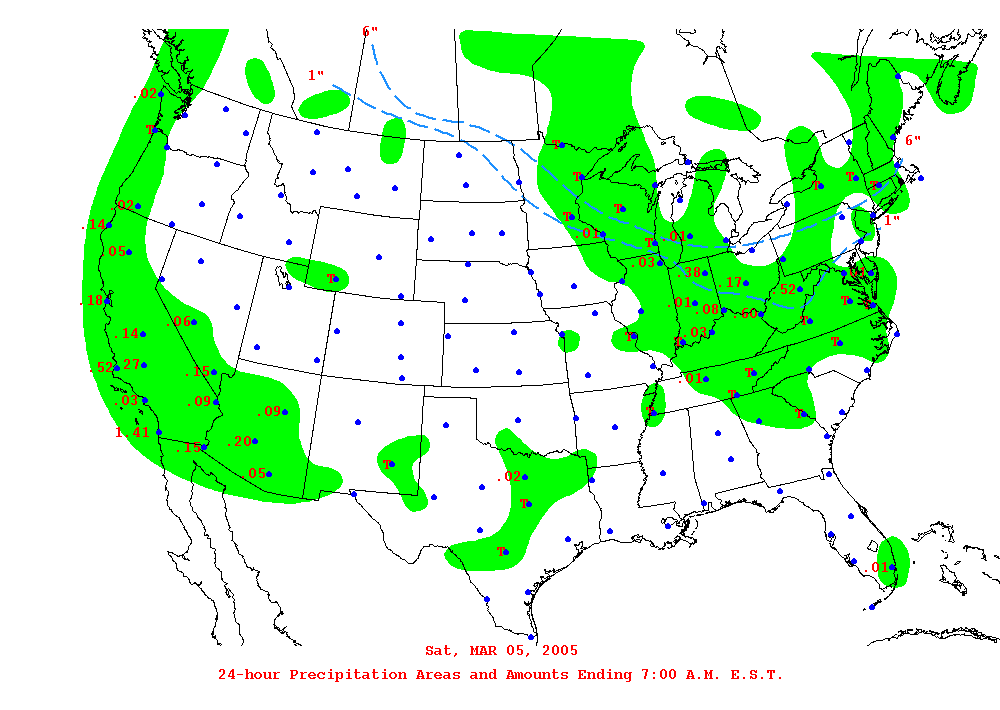 6"
1"
.02
T
T
6"
T
T
T
T
.02
T
T
1"
.14
.01
.01
T
.05
.03
.38
.01
T
.17
.52
.18
.01
T
.08
.60
.06
T
.14
T
.03
T
.52
.27
.15
T
.01
T
.03
.09
.09
T
T
1.41
.20
.15
T
.05
.02
T
T
.01
Sat, MAR 05, 2005
24-hour Precipitation Areas and Amounts Ending 7:00 A.M. E.S.T.